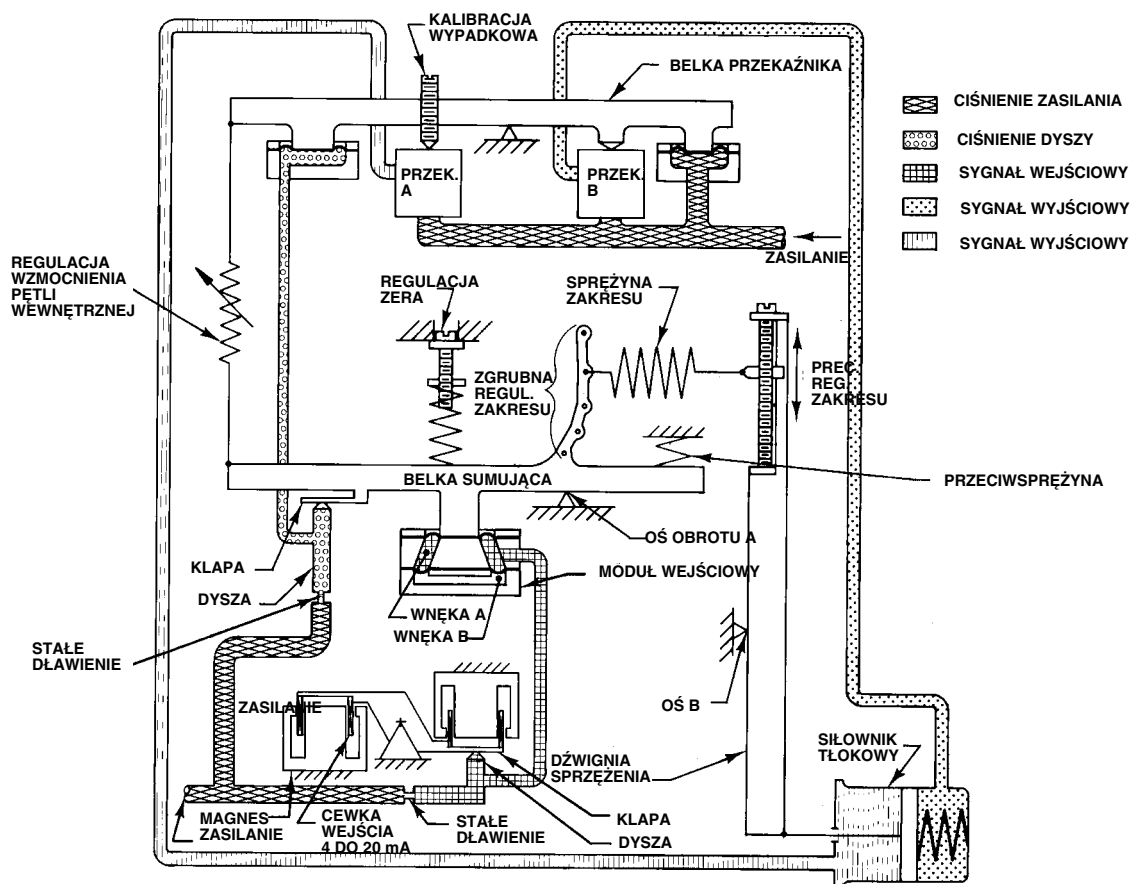 KALIBRACJA
WYPADKOWA
BELKA PRZEKAŹNIKA
CIŚNIENIE ZASILANIA
CIŚNIENIE DYSZY
SYGNAŁ WEJŚCIOWY
SYGNAŁ WYJŚCIOWY
SYGNAŁ WYJŚCIOWY
PRZEK.
A
PRZEK.
B
ZASILANIE
REGULACJA
WZMOCNIENIA
PĘTLI
WEWNĘTRZNEJ
REGULACJA
ZERA
SPRĘŻYNA
ZAKRESU
ZGRUBNA
REGUL.
ZAKRESU
PREC.
REG.
ZAKRESU
BELKA SUMUJĄCA
PRZECIWSPRĘŻYNA
OŚ OBROTU A
KLAPA
MODUŁ WEJŚCIOWY
DYSZA
WNĘKA A
WNĘKA B
STAŁE
DŁAWIENIE
OŚ B
ZASILANIE
SIŁOWNIK
TŁOKOWY
DŹWIGNIA
SPRZĘŻENIA
MAGNES
ZASILANIE
CEWKA
WEJŚCIA
4 DO 20 mA
STAŁE
DŁAWIENIE
KLAPA
DYSZA